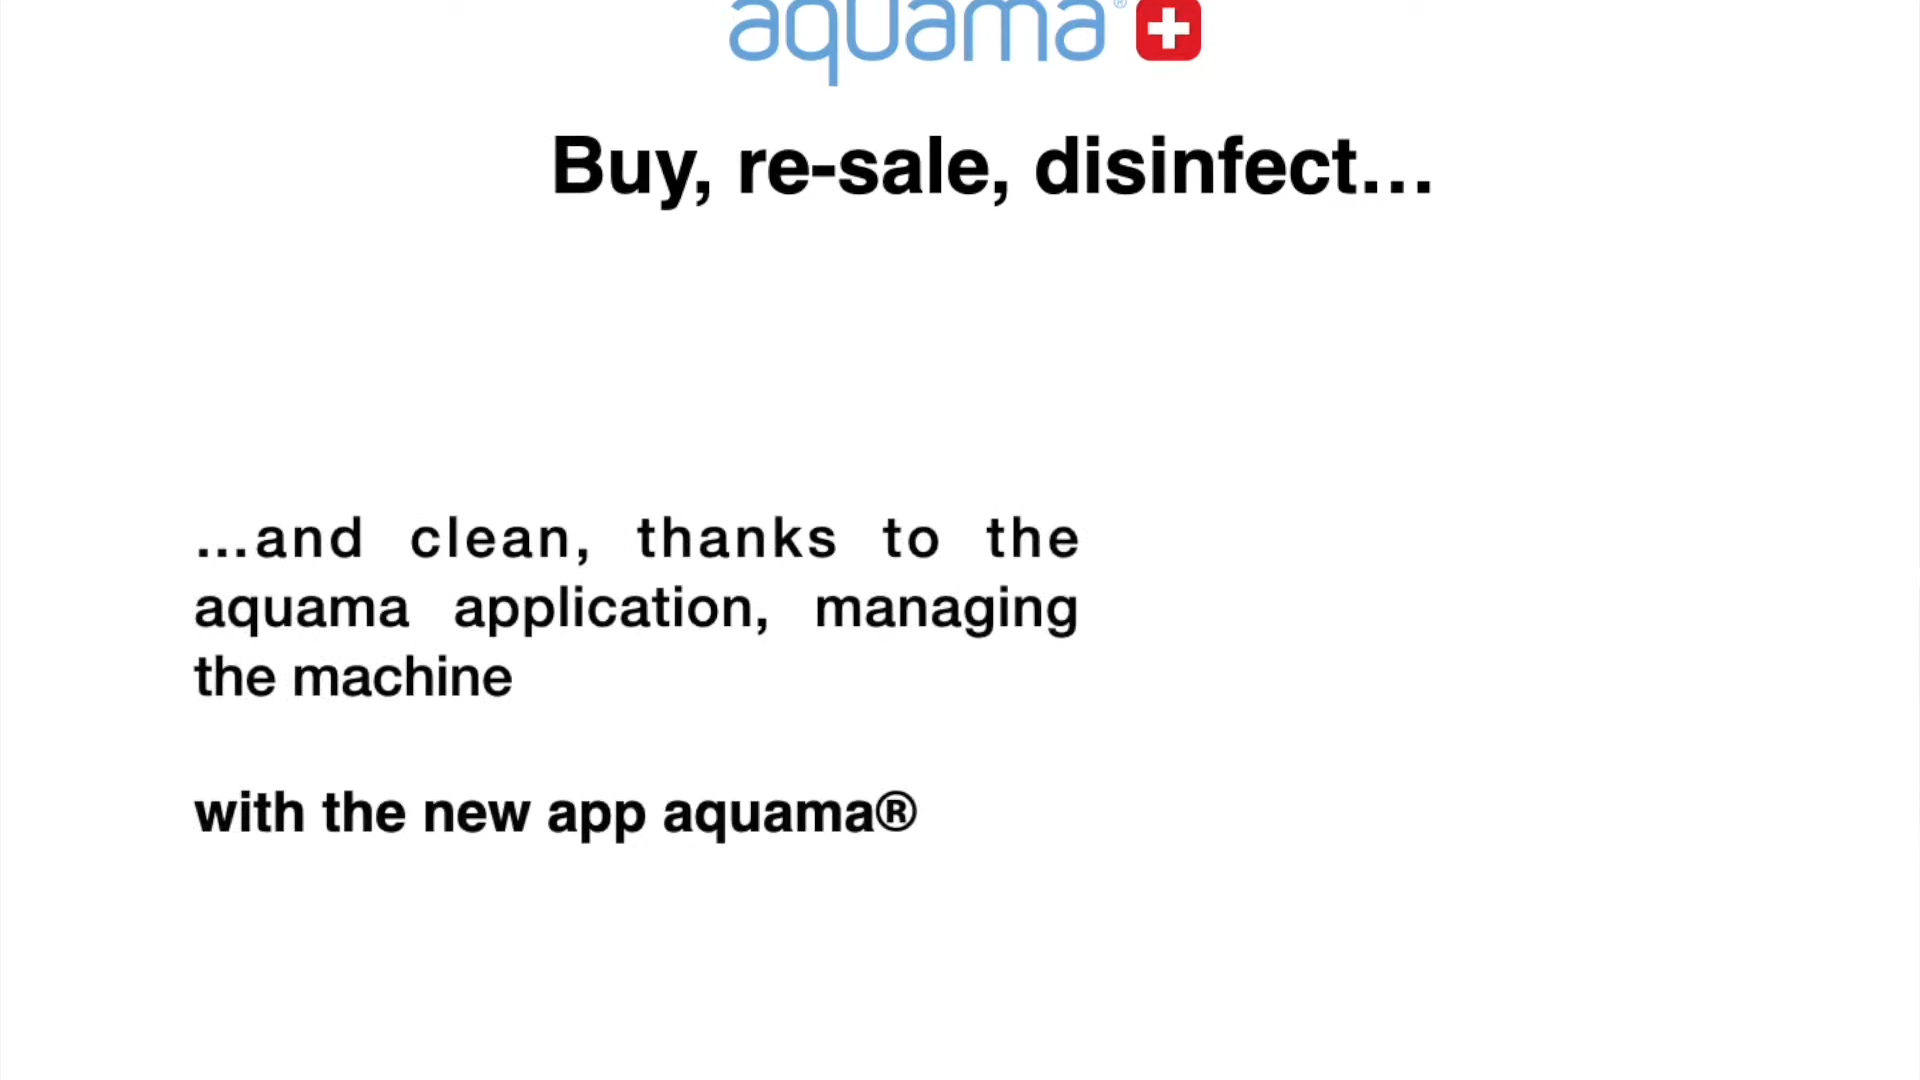 aquama®
Buy, re-sale, disinfect...
...and clean, thanks to the
aquama application, managing
the machine
with the new app aquama®